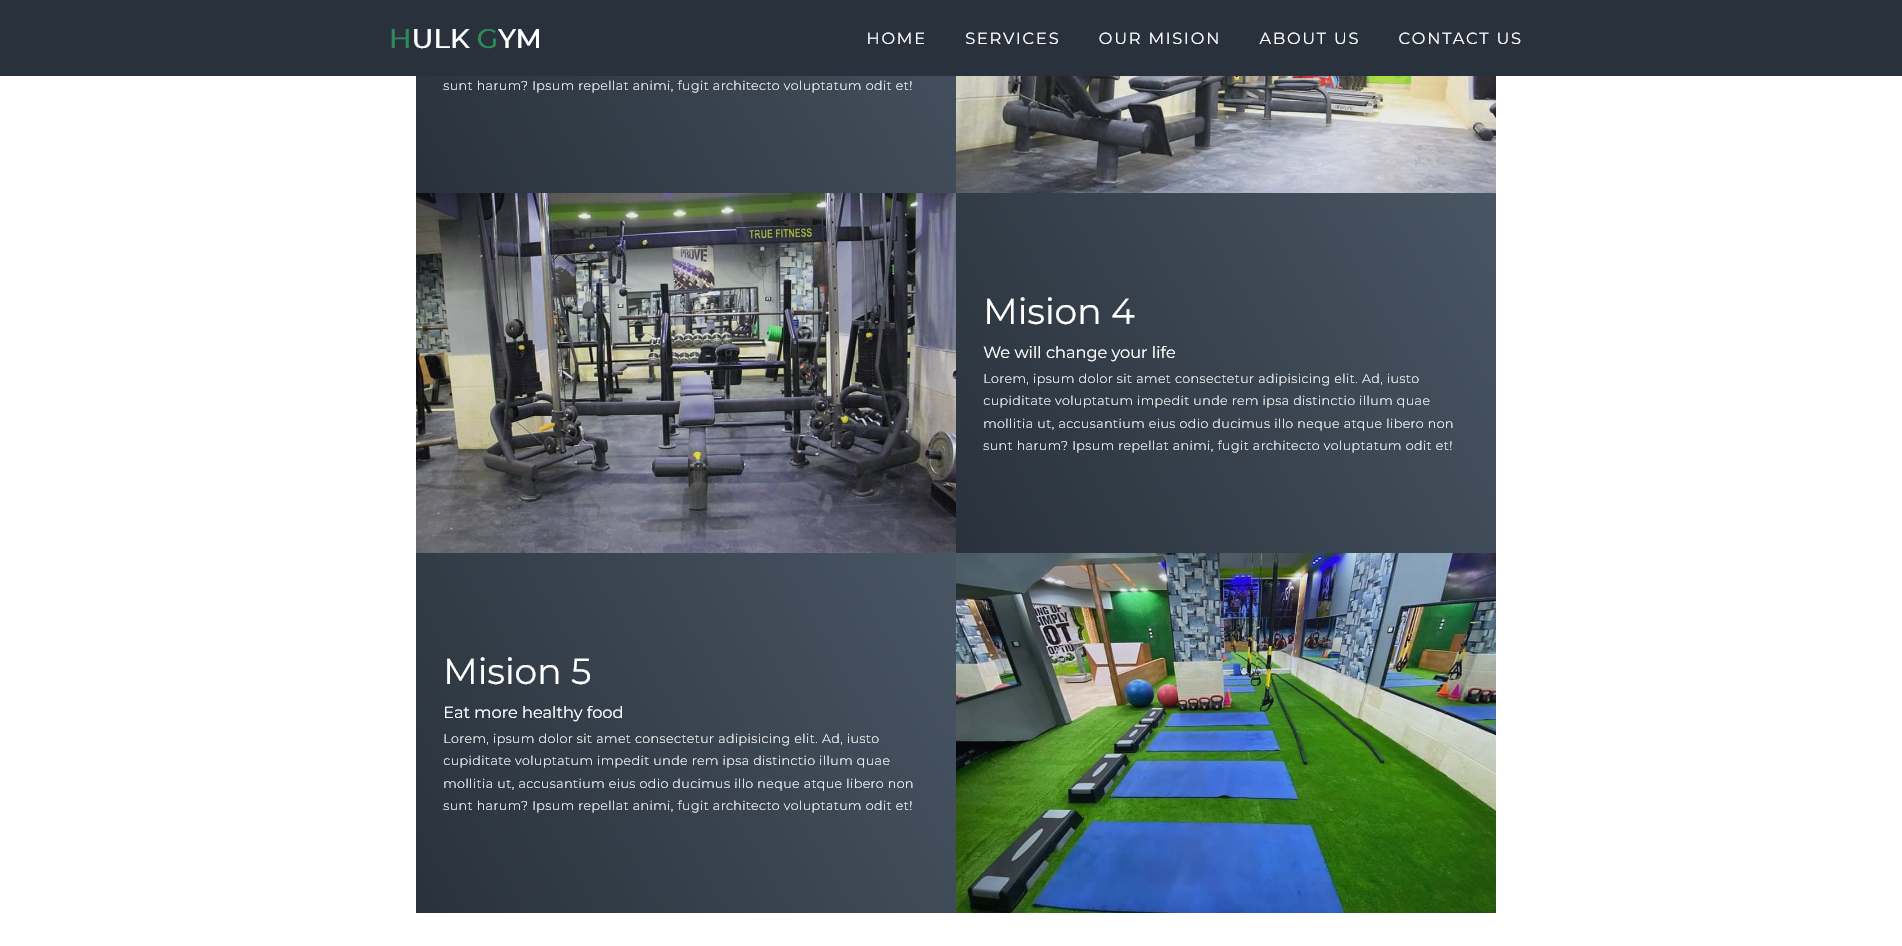 HULK GYM
HOME SERVICES OUR MISION ABOUT US CONTACT US
sunt harum? Ipsum repellat animi, fugit architecto voluptatum odit et!
TRUE FITNESS
PROVE
Mision 4
We will change your life
Lorem, ipsum dolor sit amet consectetur adipisicing elit. Ad, iusto
cupiditate voluptatum impedit unde rem ipsa distinctio illum quae
mollitia ut, accusantium eius odio ducimus illo neque atque libero non
sunt harum? Ipsum repellat animi, fugit architecto voluptatum odit et!
Mision 5
Eat more healthy food
Lorem, ipsum dolor sit amet consectetur adipisicing elit. Ad, iusto
cupiditate voluptatum impedit unde rem ipsa distinctio illum quae
mollitia ut, accusantium eius odio ducimus illo neque atque libero non
sunt harum? Ipsum repellat animi, fugit architecto voluptatum odit et!